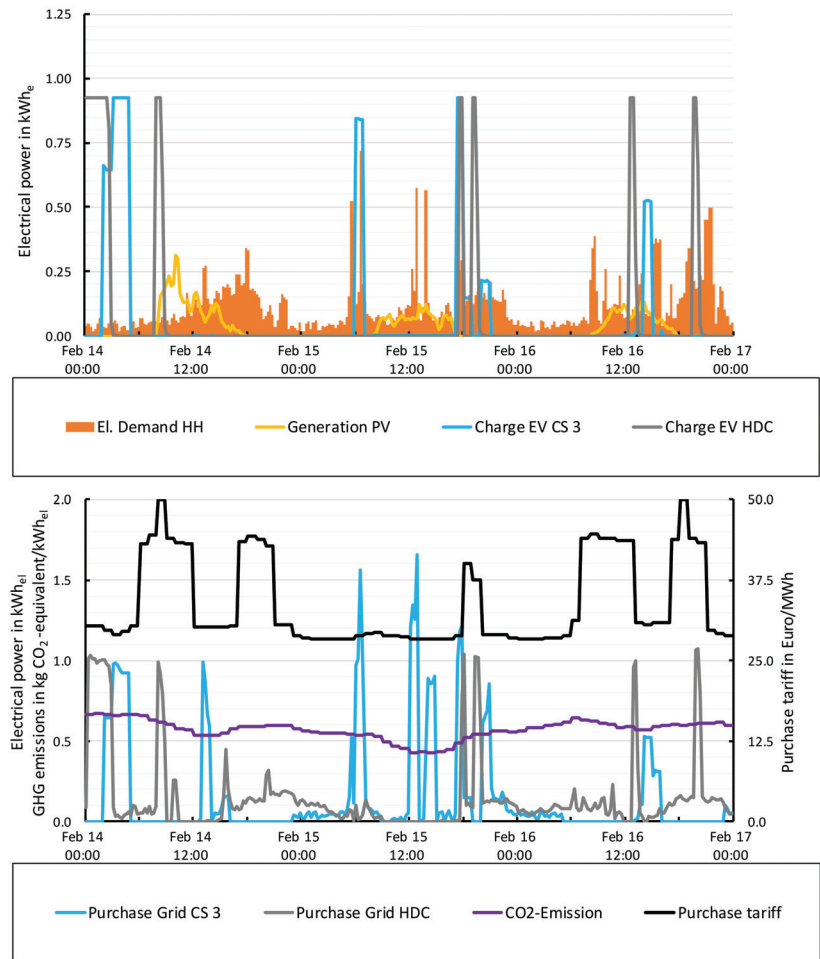 1.25
1.00
0.75
0.50
0.25
0.00
Electrical power in kWhₑ
Feb 14 Feb 14 Feb 15 Feb 15 Feb 16 Feb 16 Feb 17
00:00 12:00 00:00 12:00 00:00 12:00 00:00
El. Demand HH Generation PV Charge EV CS 3 Charge EV HDC
2.0 50.0
1.5 37.5
1.0 25.0
0.5 12.5
0.0 0.0
Electrical power in kWhₑₗ
GHG emissions in kg CO₂-equivalent/kWhₑₗ
Purchase tariff in Euro/MWh
Feb 14 Feb 14 Feb 15 Feb 15 Feb 16 Feb 16 Feb 17
00:00 12:00 00:00 12:00 00:00 12:00 00:00
Purchase Grid CS 3 Purchase Grid HDC CO2-Emission Purchase tariff